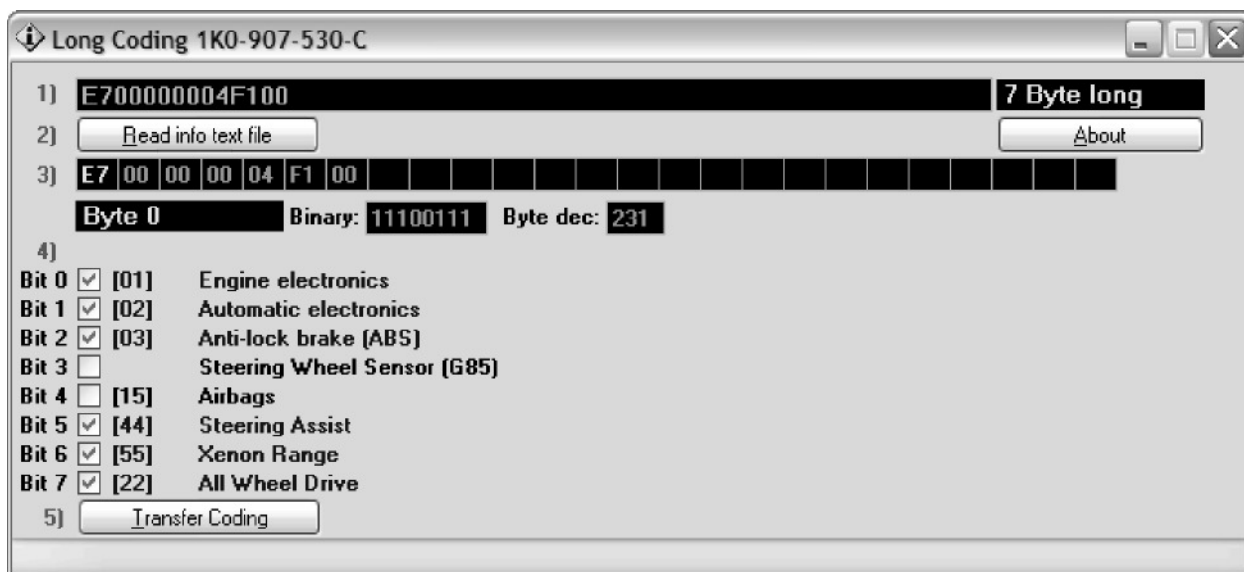 Long Coding 1K0-907-530-C
1) E700000004F100 7 Byte long
2) Read info text file About
3) E7 00 00 00 04 F1 00
Byte 0 Binary: 11100111 Byte dec: 231
4)
Bit 0 [01] Engine electronics
Bit 1 [02] Automatic electronics
Bit 2 [03] Anti-lock brake (ABS)
Bit 3 Steering Wheel Sensor (G85)
Bit 4 [15] Airbags
Bit 5 [44] Steering Assist
Bit 6 [55] Xenon Range
Bit 7 [22] All Wheel Drive
5) Transfer Coding